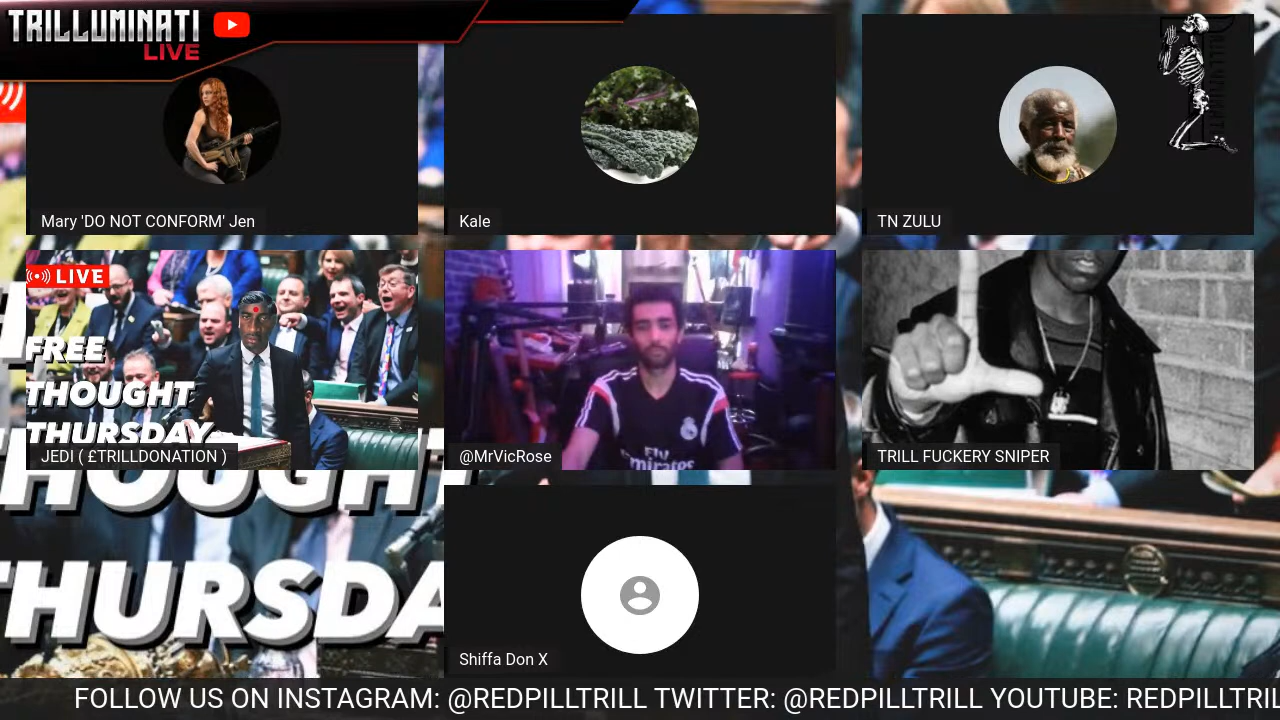 TRILLUMINATI
LIVE
Mary 'DO NOT CONFORM' Jen
Kale
TN ZULU
LIVE
FREE
THOUGHT
THURSDAY
JEDI ( £TRILLDONATION )
@MrVicRose
Fly
Emirates
TRILL FUCKERY SNIPER
HOUGHT
THURSDA
Shiffa Don X
FOLLOW US ON INSTAGRAM: @REDPILLTRILL TWITTER: @REDPILLTRILL YOUTUBE: REDPILLTRIL